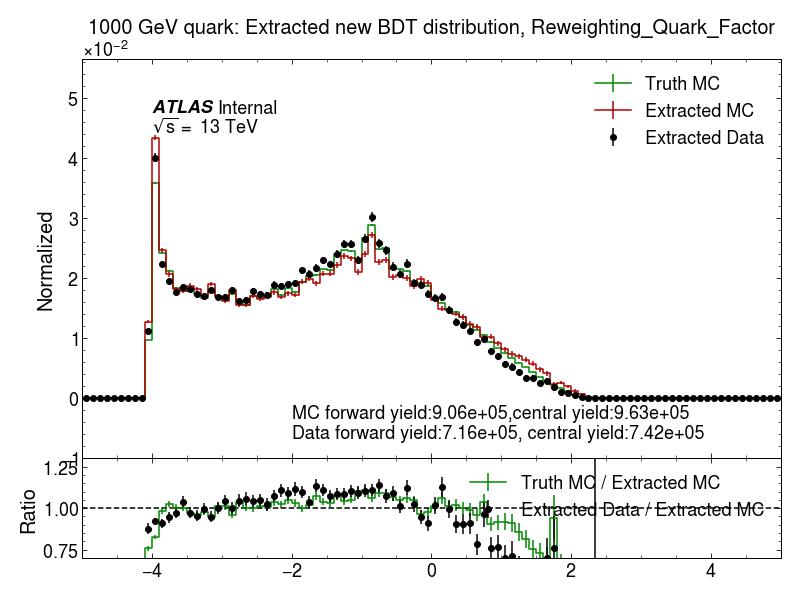 1000 GeV quark: Extracted new BDT distribution, Reweighting_Quark_Factor
×10⁻²
ATLAS Internal
√s = 13 TeV
Truth MC
Extracted MC
Extracted Data
Normalized
5
4
3
2
1
0
MC forward yield:9.06e+05,central yield:9.63e+05
Data forward yield:7.16e+05, central yield:7.42e+05
1
Ratio
1.25
1.00
0.75
Truth MC / Extracted MC
Extracted Data / Extracted MC
−4 −2 0 2 4